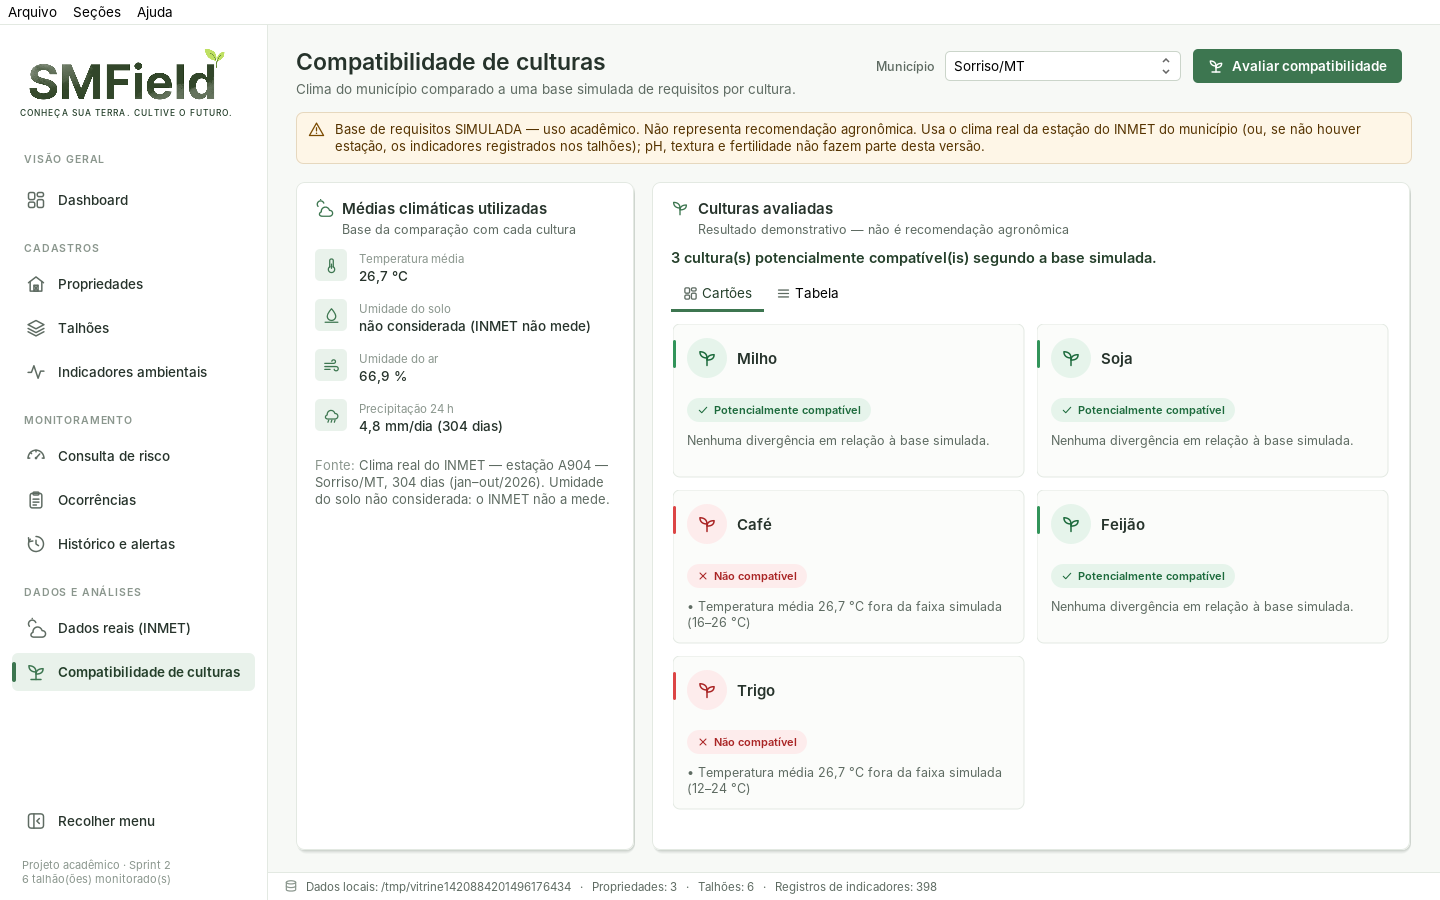 Arquivo Seções Ajuda
SMField
CONHEÇA SUA TERRA. CULTIVE O FUTURO.
VISÃO GERAL
Dashboard
CADASTROS
Propriedades
Talhões
Indicadores ambientais
MONITORAMENTO
Consulta de risco
Ocorrências
Histórico e alertas
DADOS E ANÁLISES
Dados reais (INMET)
Compatibilidade de culturas
Recolher menu
Projeto acadêmico · Sprint 2
6 talhão(ões) monitorado(s)
Compatibilidade de culturas
Clima do município comparado a uma base simulada de requisitos por cultura.
Município
Sorriso/MT
Avaliar compatibilidade
Base de requisitos SIMULADA — uso acadêmico. Não representa recomendação agronômica. Usa o clima real da estação do INMET do município (ou, se não houver
estação, os indicadores registrados nos talhões); pH, textura e fertilidade não fazem parte desta versão.
Médias climáticas utilizadas
Base da comparação com cada cultura
Temperatura média
26,7 °C
Umidade do solo
não considerada (INMET não mede)
Umidade do ar
66,9 %
Precipitação 24 h
4,8 mm/dia (304 dias)
Fonte: Clima real do INMET — estação A904 —
Sorriso/MT, 304 dias (jan–out/2026). Umidade
do solo não considerada: o INMET não a mede.
Culturas avaliadas
Resultado demonstrativo — não é recomendação agronômica
3 cultura(s) potencialmente compatível(is) segundo a base simulada.
Cartões
Tabela
Milho
Potencialmente compatível
Nenhuma divergência em relação à base simulada.
Soja
Potencialmente compatível
Nenhuma divergência em relação à base simulada.
Café
Não compatível
• Temperatura média 26,7 °C fora da faixa simulada
(16–26 °C)
Feijão
Potencialmente compatível
Nenhuma divergência em relação à base simulada.
Trigo
Não compatível
• Temperatura média 26,7 °C fora da faixa simulada
(12–24 °C)
Dados locais: /tmp/vitrine1420884201496176434 · Propriedades: 3 · Talhões: 6 · Registros de indicadores: 398